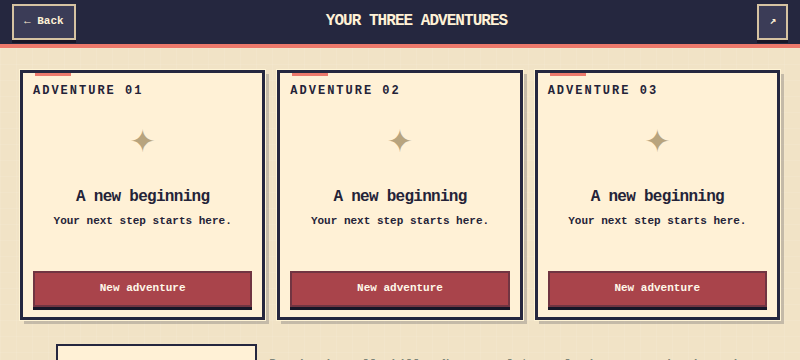 ← Back
YOUR THREE ADVENTURES
↗
ADVENTURE 01
A new beginning
Your next step starts here.
New adventure
ADVENTURE 02
A new beginning
Your next step starts here.
New adventure
ADVENTURE 03
A new beginning
Your next step starts here.
New adventure